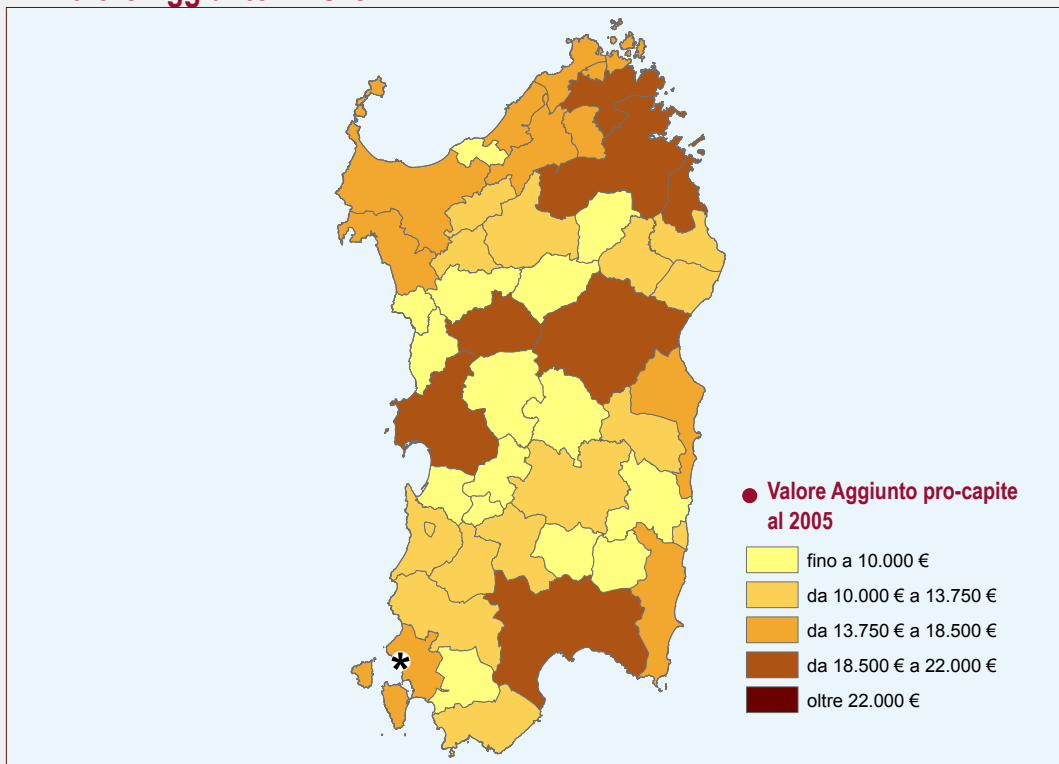 Valore Aggiunto pro-capite
al 2005
fino a 10.000 €
da 10.000 € a 13.750 €
da 13.750 € a 18.500 €
da 18.500 € a 22.000 €
oltre 22.000 €
*